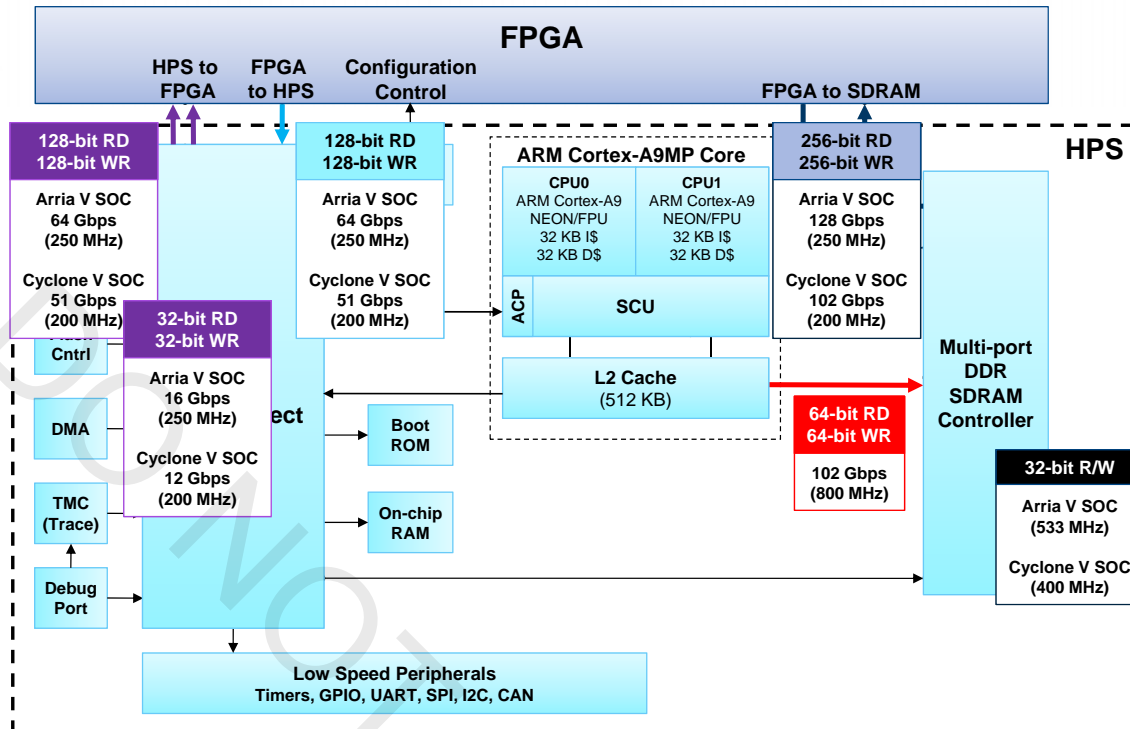 FPGA
HPS to
FPGA
FPGA
to HPS
Configuration
Control
FPGA to SDRAM
HPS
128-bit RD
128-bit WR
Arria V SOC
64 Gbps
(250 MHz)
Cyclone V SOC
51 Gbps
(200 MHz)
128-bit RD
128-bit WR
Arria V SOC
64 Gbps
(250 MHz)
Cyclone V SOC
51 Gbps
(200 MHz)
ARM Cortex-A9MP Core
CPU0
ARM Cortex-A9
NEON/FPU
32 KB I$
32 KB D$
CPU1
ARM Cortex-A9
NEON/FPU
32 KB I$
32 KB D$
ACP
SCU
L2 Cache
(512 KB)
256-bit RD
256-bit WR
Arria V SOC
128 Gbps
(250 MHz)
Cyclone V SOC
102 Gbps
(200 MHz)
32-bit RD
32-bit WR
Arria V SOC
16 Gbps
(250 MHz)
Cyclone V SOC
12 Gbps
(200 MHz)
Cntrl
DMA
TMC
(Trace)
Debug
Port
Boot
ROM
On-chip
RAM
64-bit RD
64-bit WR
102 Gbps
(800 MHz)
Multi-port
DDR
SDRAM
Controller
32-bit R/W
Arria V SOC
(533 MHz)
Cyclone V SOC
(400 MHz)
Low Speed Peripherals
Timers, GPIO, UART, SPI, I2C, CAN
DO NOT